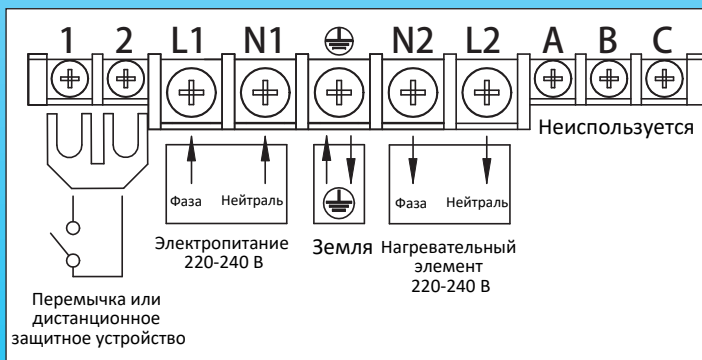 1 2 L1 N1 N2 L2 A B C
Неиспользуется
Фаза Нейтраль
Фаза Нейтраль
Электропитание
220-240 В
Земля
Нагревательный
элемент
220-240 В
Перемычка или
дистанционное
защитное устройство